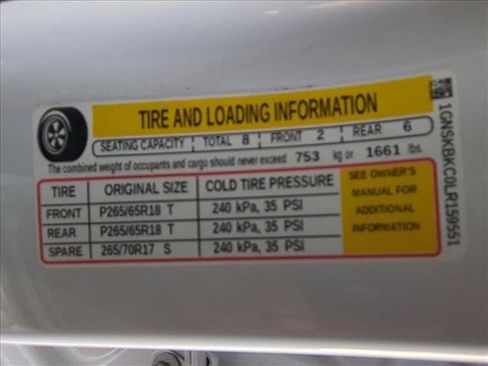 TIRE AND LOADING INFORMATION
SEATING CAPACITY TOTAL 8 FRONT 2 REAR 6
The combined weight of occupants and cargo should never exceed 753 kg or 1661 lbs
TIRE ORIGINAL SIZE COLD TIRE PRESSURE
FRONT P265/65R18 T 240 kPa, 35 PSI
REAR P265/65R18 T 240 kPa, 35 PSI
SPARE 265/70R17 S 240 kPa, 35 PSI
SEE OWNER'S
MANUAL FOR
ADDITIONAL
INFORMATION
1GNSKBKC0LR159551